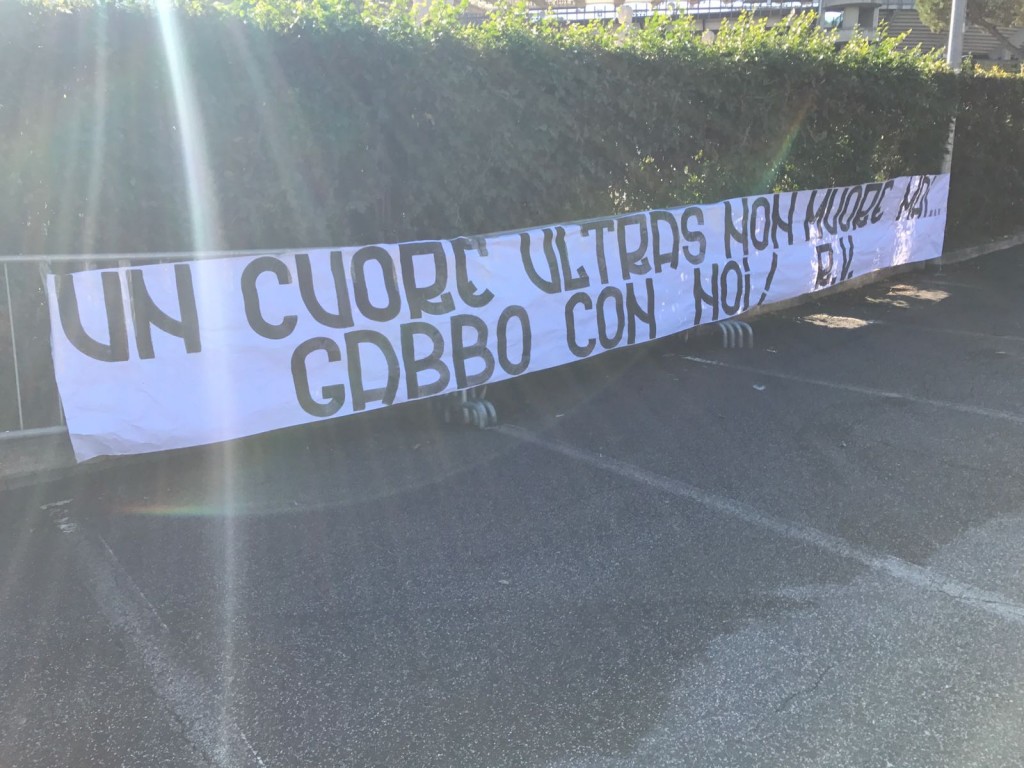 UN CUORE ULTRAS NON MUORE MAI...
GABBO CON NOI! B.V.